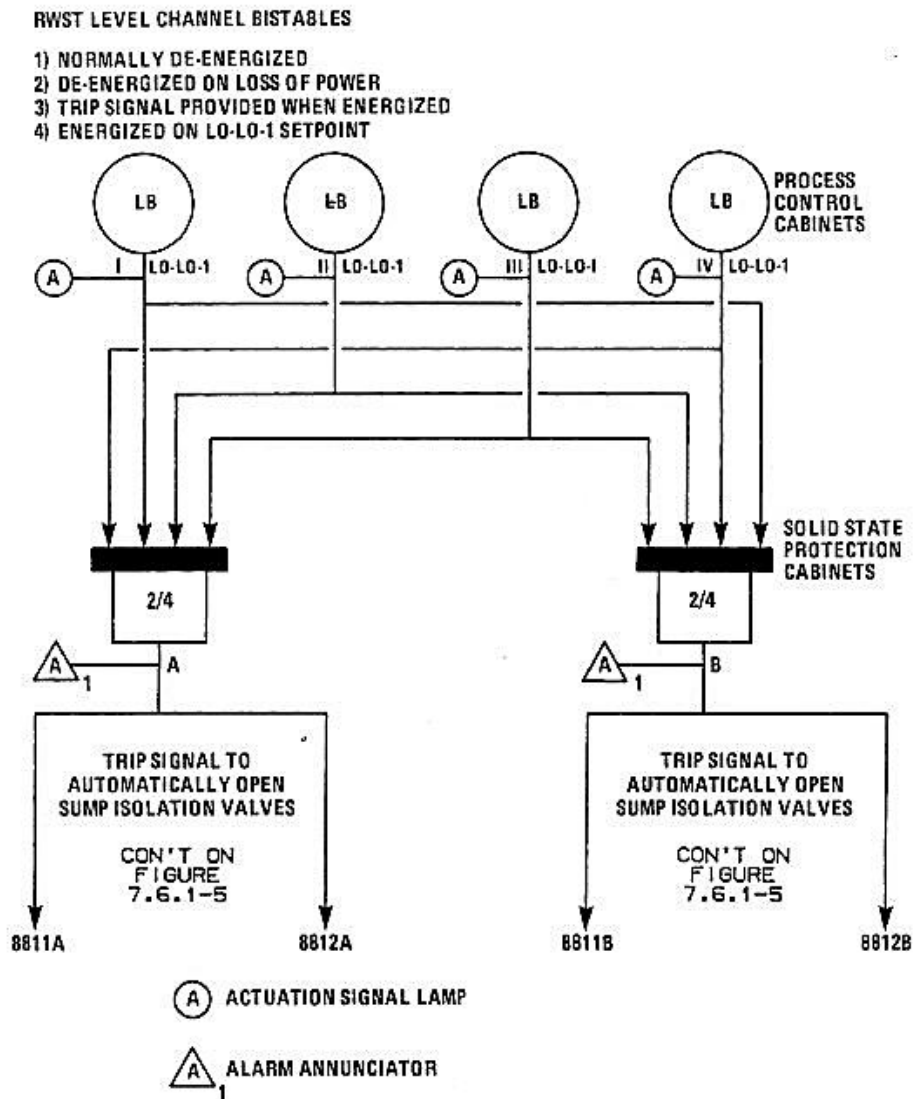 RWST LEVEL CHANNEL BISTABLES
1) NORMALLY DE-ENERGIZED
2) DE-ENERGIZED ON LOSS OF POWER
3) TRIP SIGNAL PROVIDED WHEN ENERGIZED
4) ENERGIZED ON LO-LO-1 SETPOINT
LB
LB
LB
LB
PROCESS
CONTROL
CABINETS
A
I
LO-LO-1
A
II
LO-LO-1
A
III
LO-LO-I
A
IV
LO-LO-1
SOLID STATE
PROTECTION
CABINETS
2/4
2/4
A
1
A
A
1
B
TRIP SIGNAL TO
AUTOMATICALLY OPEN
SUMP ISOLATION VALVES
CON'T ON
FIGURE
7.6.1-5
TRIP SIGNAL TO
AUTOMATICALLY OPEN
SUMP ISOLATION VALVES
CON'T ON
FIGURE
7.6.1-5
8811A
8812A
8811B
8812B
A
ACTUATION SIGNAL LAMP
A
1
ALARM ANNUNCIATOR